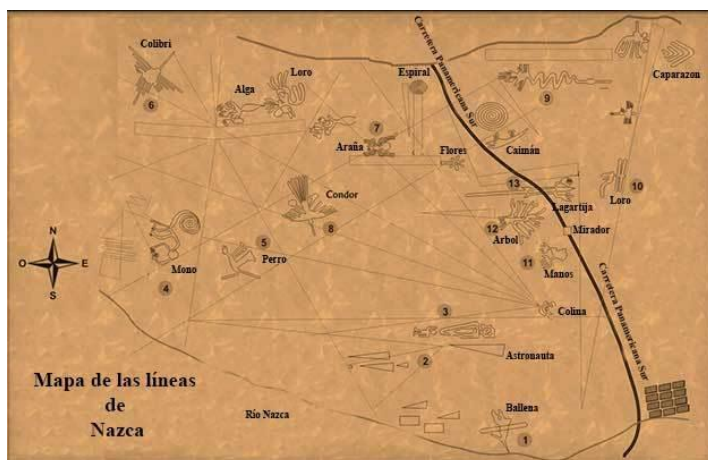 Colibrí
Loro
Alga
Espiral
Carretera Panamericana Sur
Caparazon
6
7
9
Araña
Flores
Caimán
13
10
Condor
Lagartija
Loro
12
Mirador
N
Arbol
O
E
5
8
11
S
Mono
Perro
Manos
4
Colina
Carretera Panamericana Sur
3
2
Astronauta
Mapa de las líneas
de
Nazca
Río Nazca
Ballena
1